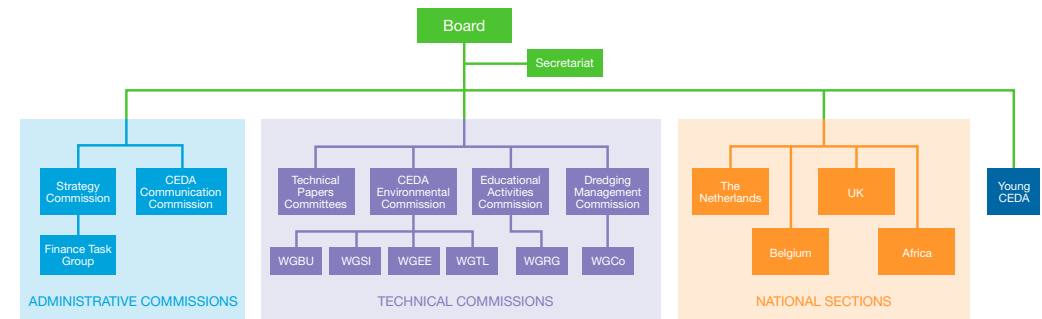 Board
Secretariat
Strategy
Commission
CEDA
Communication
Commission
Finance Task
Group
ADMINISTRATIVE COMMISSIONS
Technical
Papers
Committees
CEDA
Environmental
Commission
Educational
Activities
Commission
Dredging
Management
Commission
WGBU
WGSI
WGEE
WGTL
WGRG
WGCo
TECHNICAL COMMISSIONS
The
Netherlands
UK
Belgium
Africa
NATIONAL SECTIONS
Young
CEDA